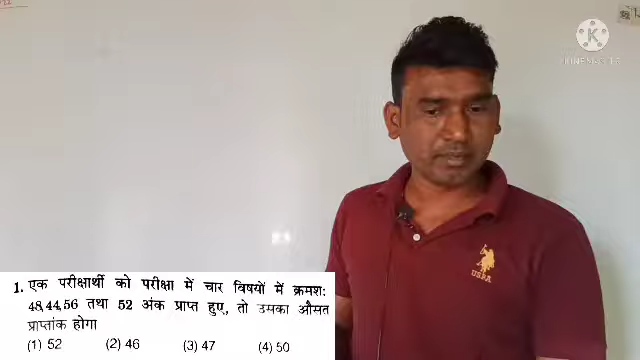 K
KINEMASTER
1. एक परीक्षार्थी को परीक्षा में चार विषयों में क्रमश:
48,44,56 तथा 52 अंक प्राप्त हुए, तो उसका औसत
प्राप्तांक होगा
(1) 52 (2) 46 (3) 47 (4) 50
USPA